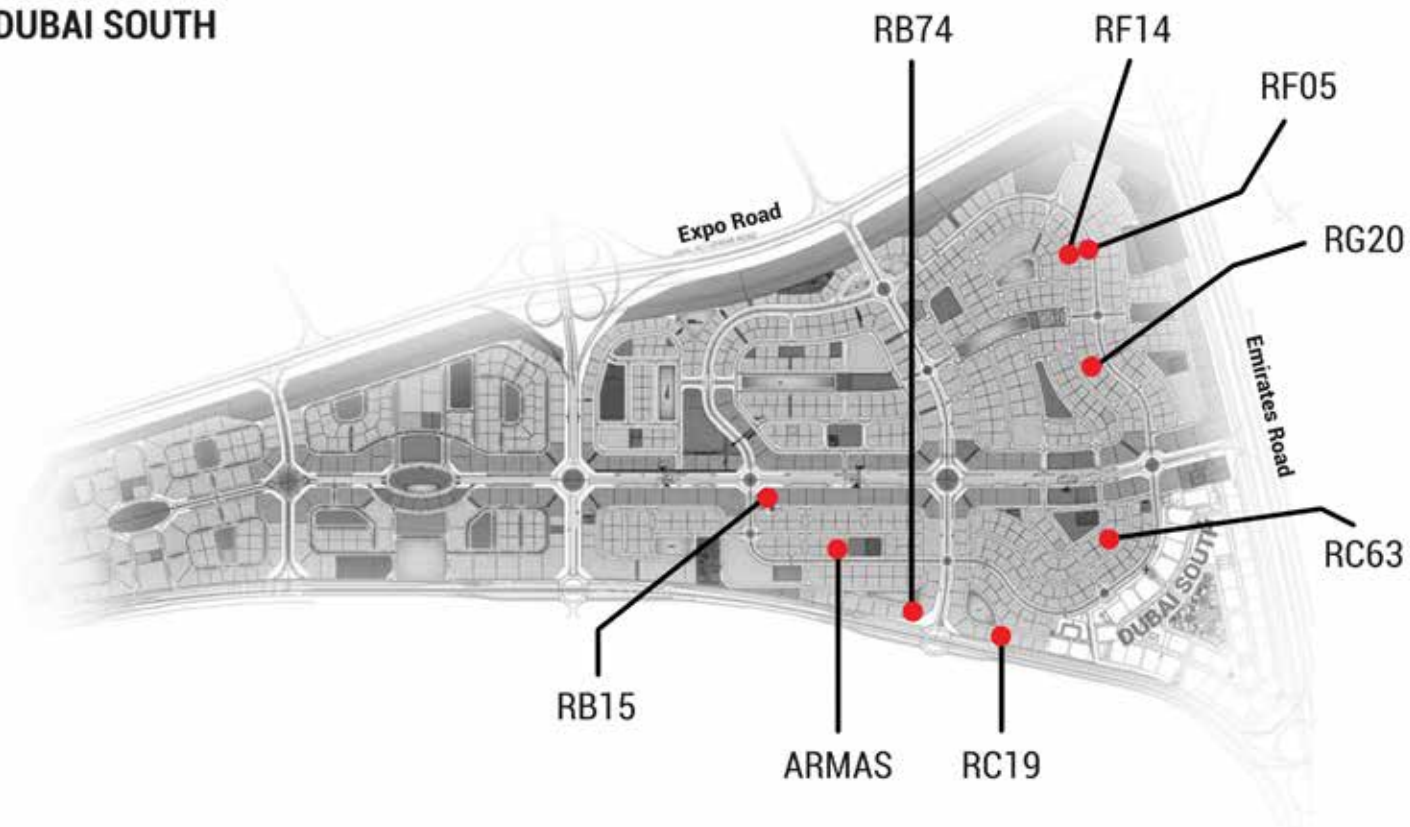 DUBAI SOUTH
RB74
RF14
RF05
Expo Road
RG20
Emirates Road
RC63
DUBAI SOUTH
RB15
ARMAS
RC19